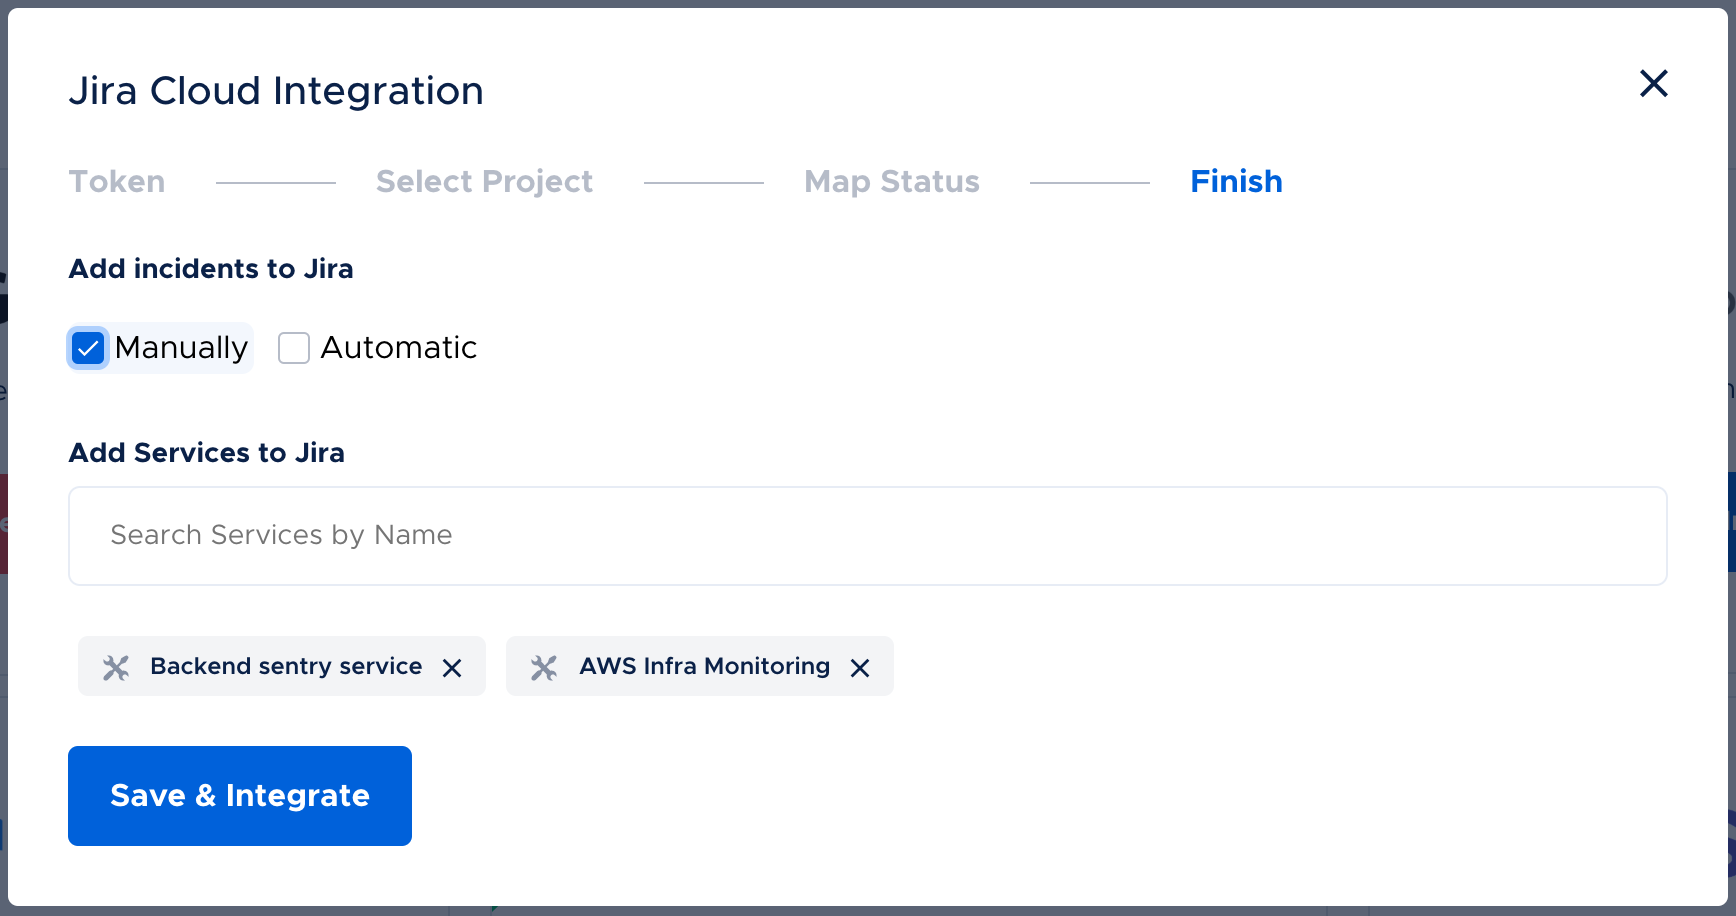 Jira Cloud Integration
Token Select Project Map Status Finish
Add incidents to Jira
Manually Automatic
Add Services to Jira
Search Services by Name
Backend sentry service AWS Infra Monitoring
Save & Integrate